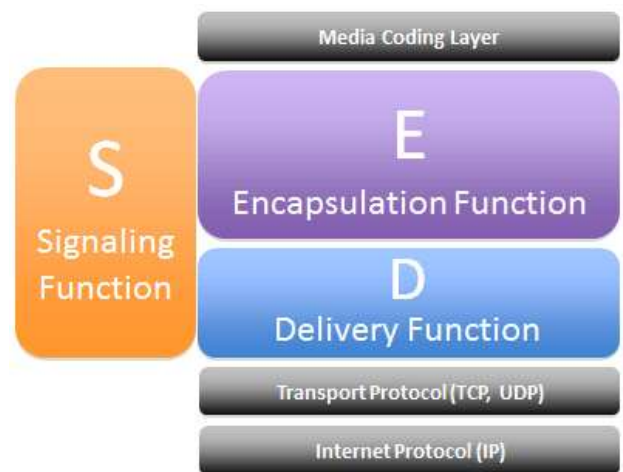 Media Coding Layer
S
Signaling
Function
E
Encapsulation Function
D
Delivery Function
Transport Protocol (TCP, UDP)
Internet Protocol (IP)